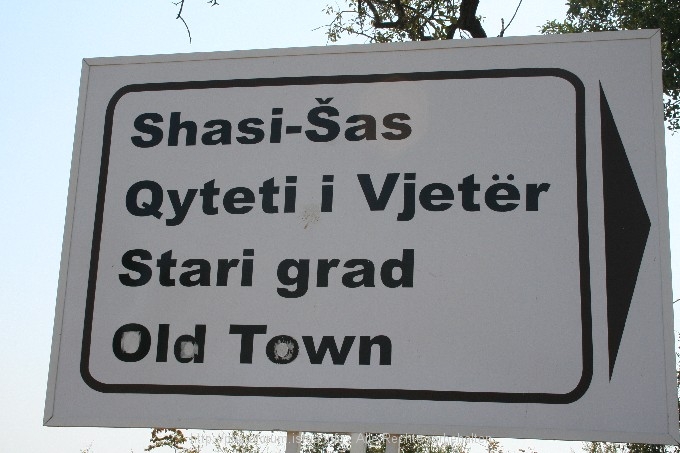 Shasi-Šas
Qyteti i Vjetër
Stari grad
Old Town